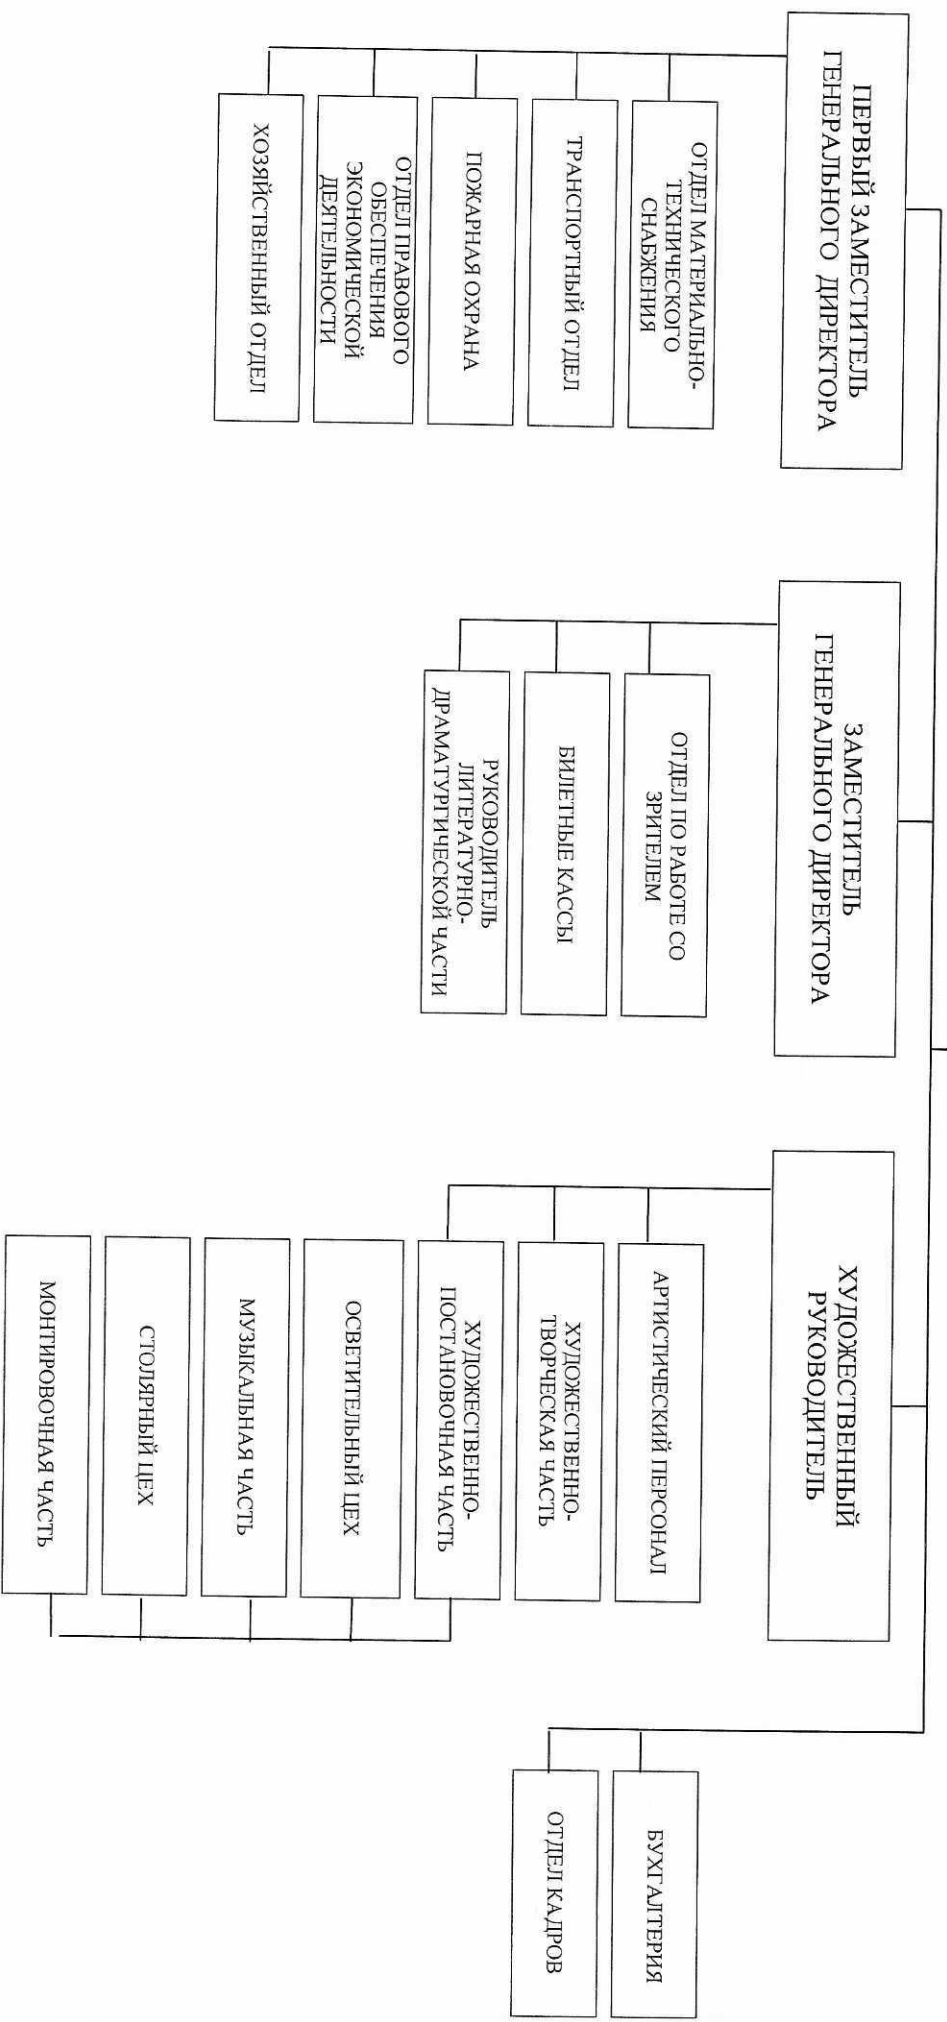 ПЕРВЫЙ ЗАМЕСТИТЕЛЬ
ГЕНЕРАЛЬНОГО ДИРЕКТОРА
ОТДЕЛ МАТЕРИАЛЬНО-
ТЕХНИЧЕСКОГО
СНАБЖЕНИЯ
ТРАНСПОРТНЫЙ ОТДЕЛ
ПОЖАРНАЯ ОХРАНА
ОТДЕЛ ПРАВОВОГО
ОБЕСПЕЧЕНИЯ
ЭКОНОМИЧЕСКОЙ
ДЕЯТЕЛЬНОСТИ
ХОЗЯЙСТВЕННЫЙ ОТДЕЛ
ЗАМЕСТИТЕЛЬ
ГЕНЕРАЛЬНОГО ДИРЕКТОРА
ОТДЕЛ ПО РАБОТЕ СО
ЗРИТЕЛЕМ
БИЛЕТНЫЕ КАССЫ
РУКОВОДИТЕЛЬ
ЛИТЕРАТУРНО-
ДРАМАТУРГИЧЕСКОЙ ЧАСТИ
ХУДОЖЕСТВЕННЫЙ
РУКОВОДИТЕЛЬ
АРТИСТИЧЕСКИЙ ПЕРСОНАЛ
ХУДОЖЕСТВЕННО-
ТВОРЧЕСКАЯ ЧАСТЬ
ХУДОЖЕСТВЕННО-
ПОСТАНОВОЧНАЯ ЧАСТЬ
ОСВЕТИТЕЛЬНЫЙ ЦЕХ
МУЗЫКАЛЬНАЯ ЧАСТЬ
СТОЛЯРНЫЙ ЦЕХ
МОНТИРОВОЧНАЯ ЧАСТЬ
БУХГАЛТЕРИЯ
ОТДЕЛ КАДРОВ